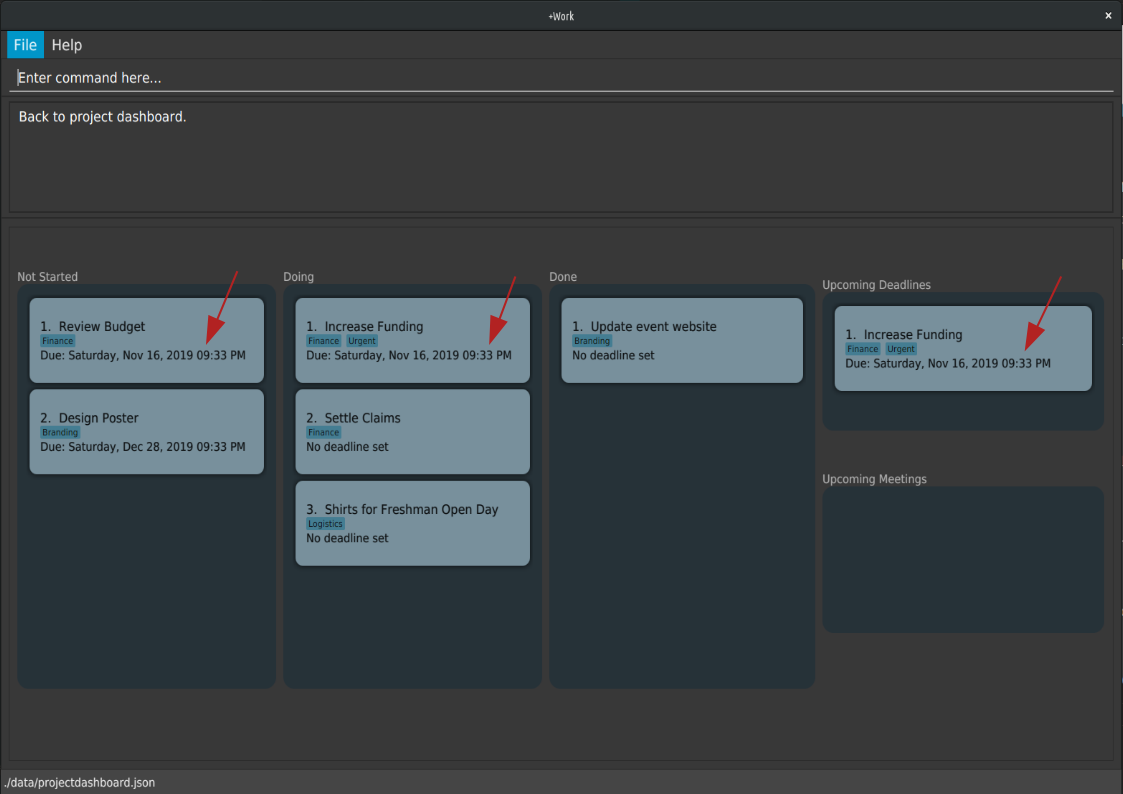 +Work
×
File Help
Enter command here...
Back to project dashboard.
Not Started
1. Review Budget
Finance
Due: Saturday, Nov 16, 2019 09:33 PM
2. Design Poster
Branding
Due: Saturday, Dec 28, 2019 09:33 PM
Doing
1. Increase Funding
Finance Urgent
Due: Saturday, Nov 16, 2019 09:33 PM
2. Settle Claims
Finance
No deadline set
3. Shirts for Freshman Open Day
Logistics
No deadline set
Done
1. Update event website
Branding
No deadline set
Upcoming Deadlines
1. Increase Funding
Finance Urgent
Due: Saturday, Nov 16, 2019 09:33 PM
Upcoming Meetings
./data/projectdashboard.json